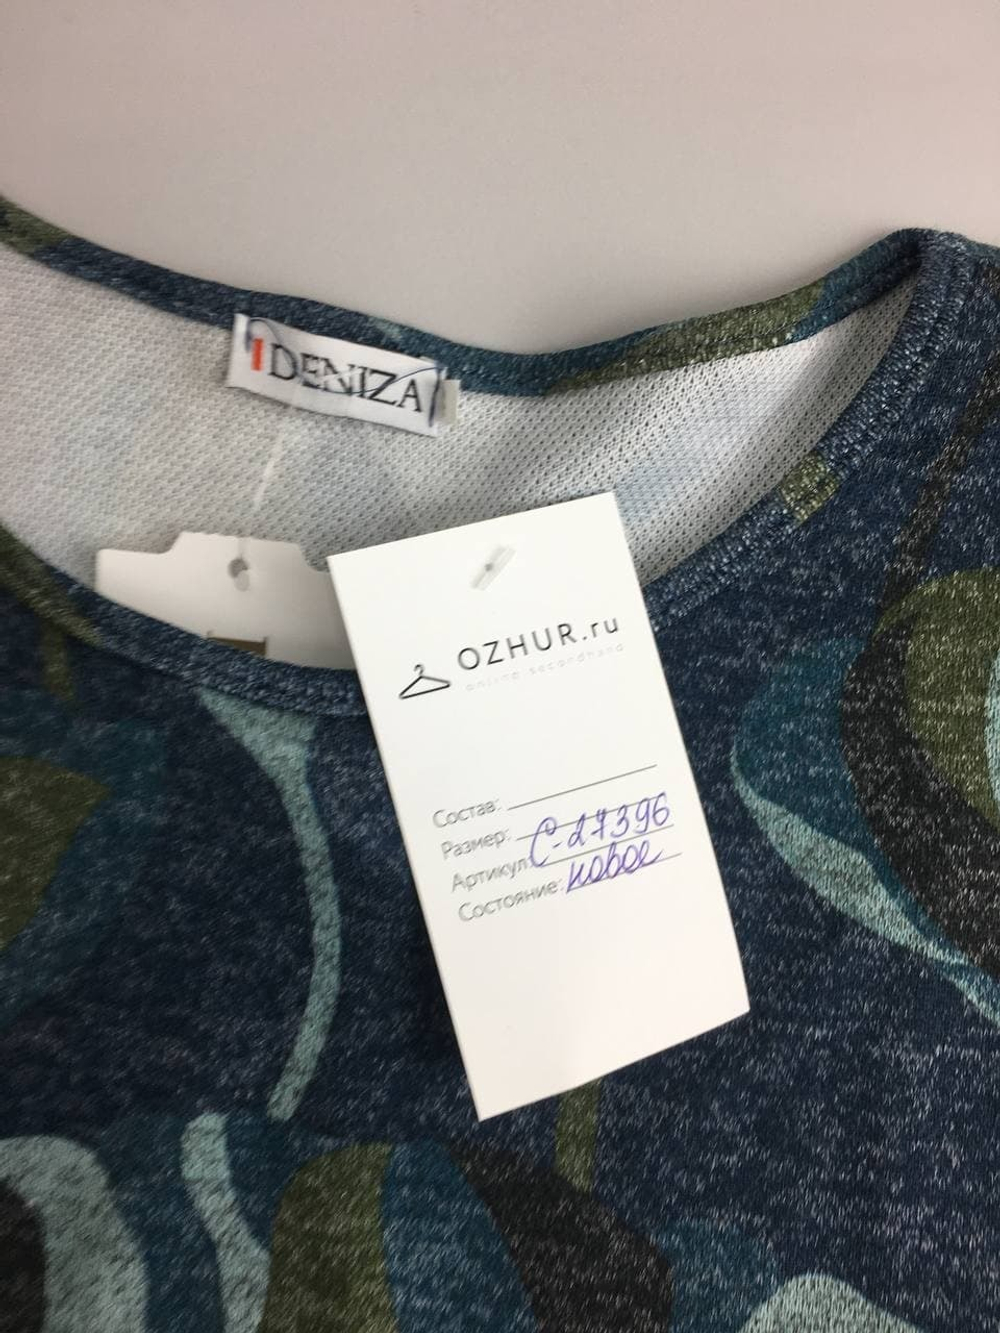 DENIZA
OZHUR.ru
online secondhand
Состав:
Размер:
Артикул: С-27396
Состояние: новое